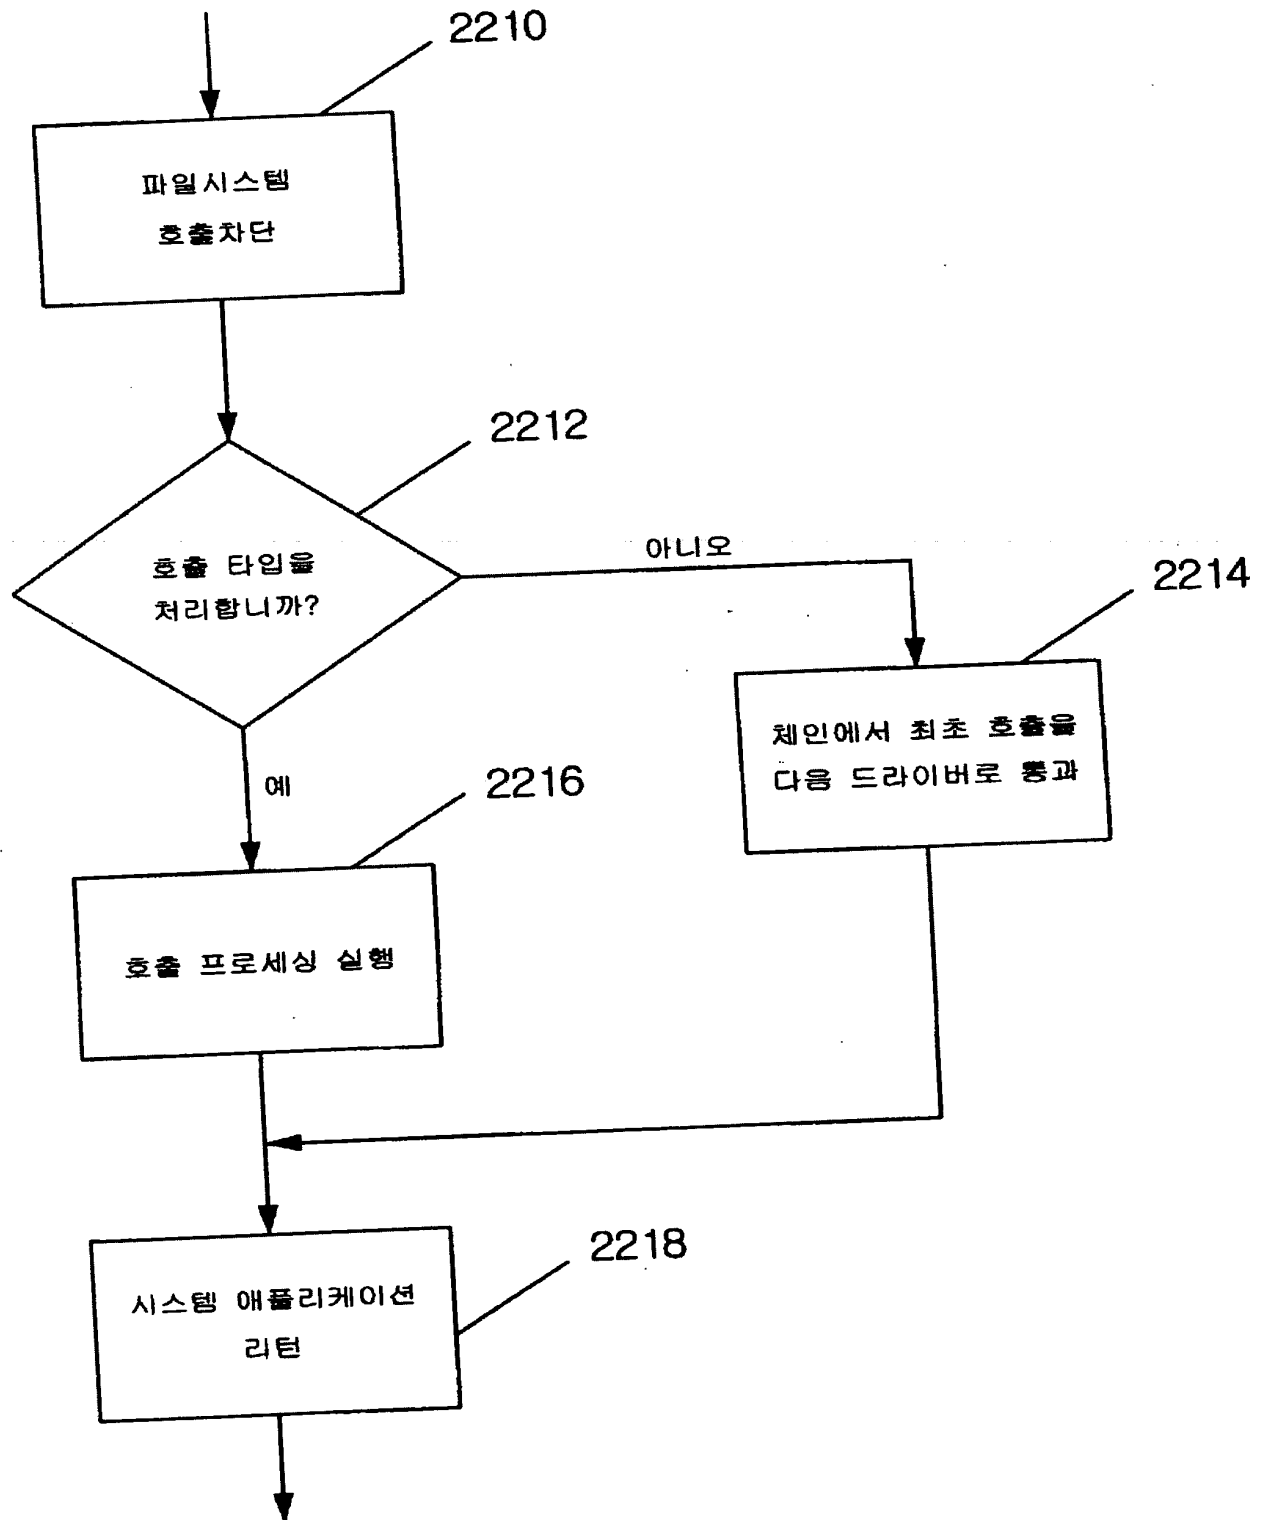 2210
파일시스템
호출차단
2212
호출 타입을
처리합니까?
아니오
2214
체인에서 최초 호출을
다음 드라이버로 통과
예
2216
호출 프로세싱 실행
2218
시스템 애플리케이션
리턴